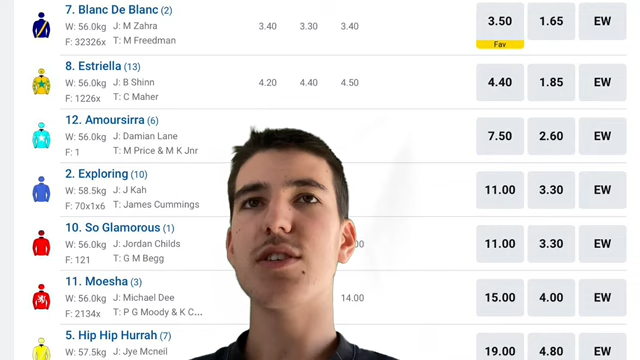 7. Blanc De Blanc (2)
W: 56.0kg J: M Zahra 3.40 3.30 3.40 3.50 1.65 EW
F: 32326x T: M Freedman Fav
8. Estriella (13)
W: 56.0kg J: B Shinn 4.20 4.40 4.50 4.40 1.85 EW
F: 1226x T: C Maher
12. Amoursirra (6)
W: 56.0kg J: Damian Lane 7.50 2.60 EW
F: 1 T: M Price & M K Jnr
2. Exploring (10)
W: 58.5kg J: J Kah 11.00 3.30 EW
F: 70x1x6 T: James Cummings
10. So Glamorous (1)
W: 56.0kg J: Jordan Childs 11.00 3.30 EW
F: 121 T: G M Begg
11. Moesha (3)
W: 56.0kg J: Michael Dee 14.00 15.00 4.00 EW
F: 2134x T: P G Moody & K C...
5. Hip Hip Hurrah (7)
W: 57.5kg J: Jye Mcneil 19.00 4.80 EW